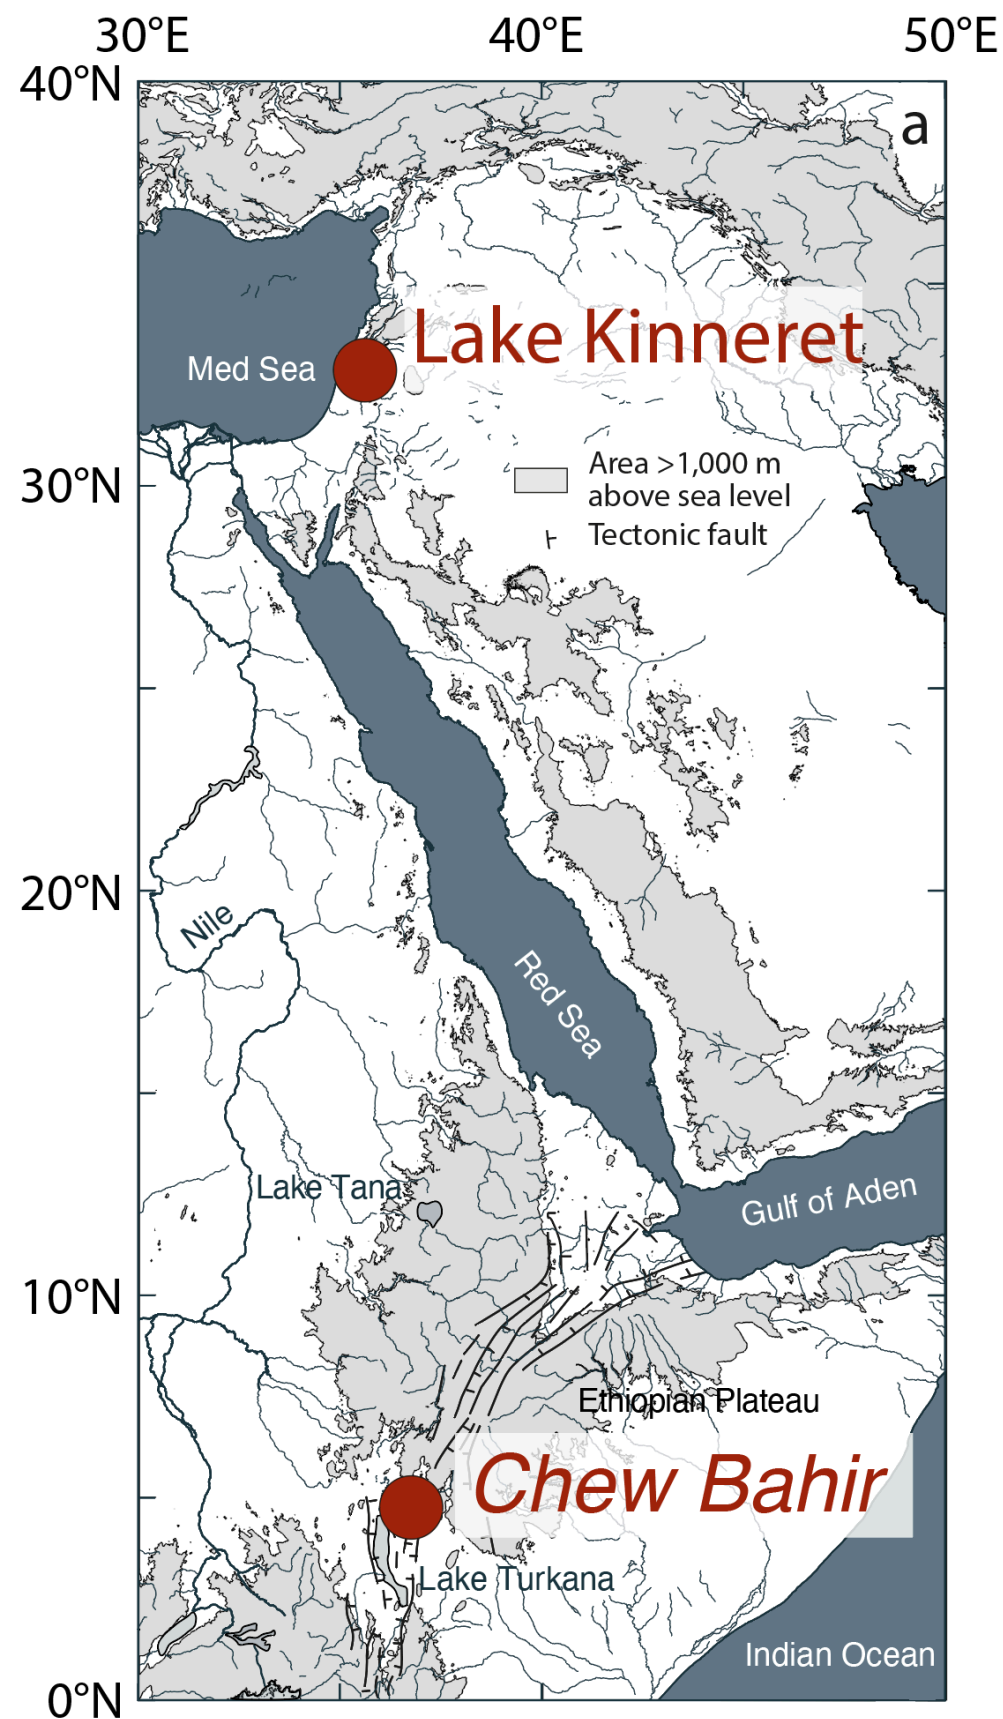 30°E 40°E 50°E
40°N
a
Lake Kinneret
Med Sea
Area >1,000 m
above sea level
30°N
Tectonic fault
20°N
Nile
Red Sea
Lake Tana
Gulf of Aden
10°N
Ethiopian Plateau
Chew Bahir
Lake Turkana
Indian Ocean
0°N